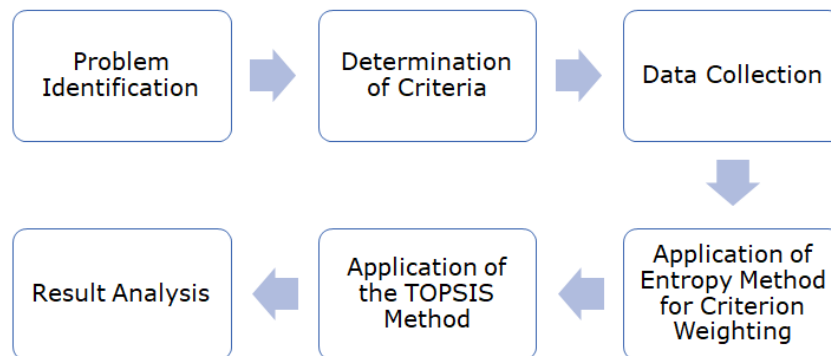 Problem
Identification
Determination
of Criteria
Data Collection
Application of
Entropy Method
for Criterion
Weighting
Application of
the TOPSIS
Method
Result Analysis